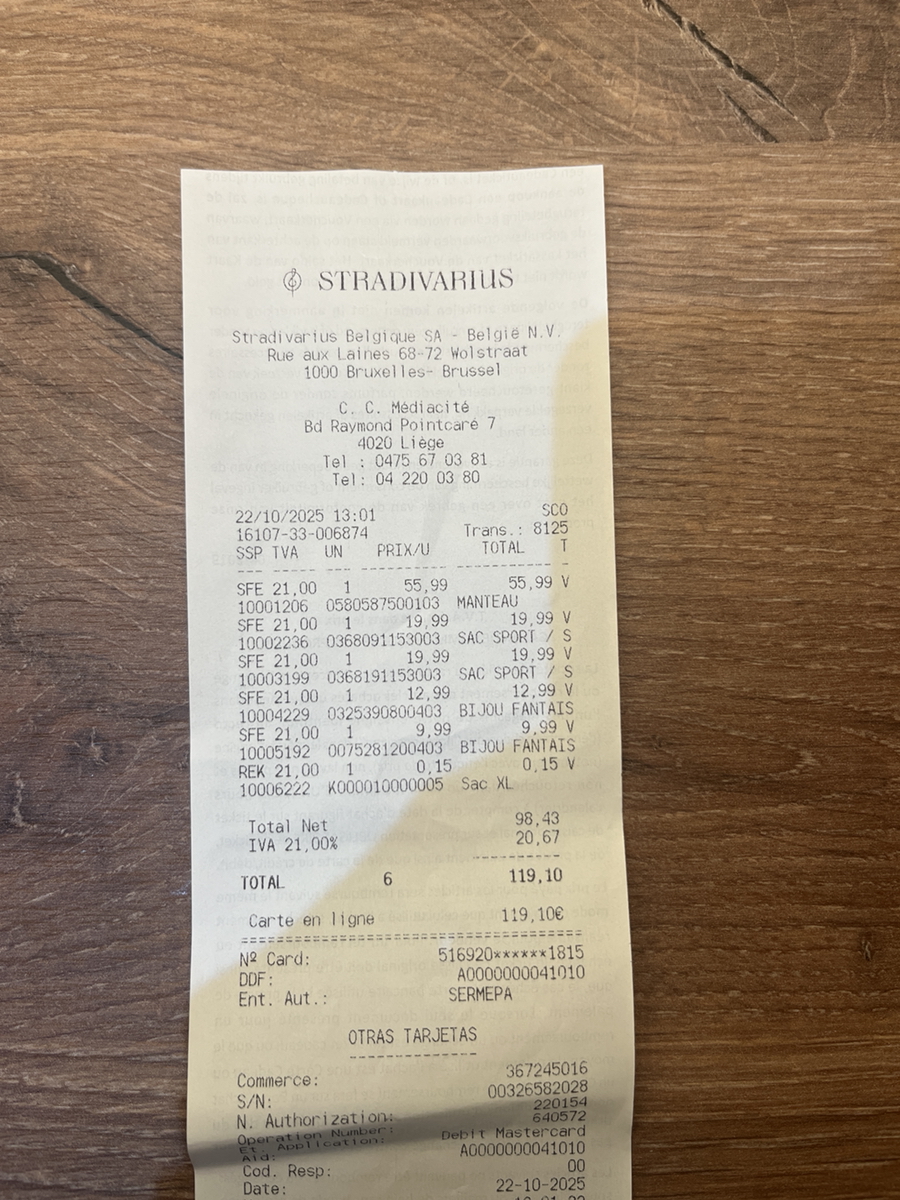 STRADIVARIUS
Stradivarius Belgique SA - België N.V.
Rue aux Laines 68-72 Wolstraat
1000 Bruxelles- Brussel
C. C. Médiacité
Bd Raymond Pointcaré 7
4020 Liège
Tel : 0475 67 03 81
Tel: 04 220 03 80
22/10/2025 13:01 SCO
16107-33-006874 Trans.: 8125
SSP TVA UN PRIX/U TOTAL T
--- ----- ---- -------- ----------- -
SFE 21,00 1 55,99 55,99 V
10001206 0580587500103 MANTEAU
SFE 21,00 1 19,99 19,99 V
10002236 0368091153003 SAC SPORT / S
SFE 21,00 1 19,99 19,99 V
10003199 0368191153003 SAC SPORT / S
SFE 21,00 1 12,99 12,99 V
10004229 0325390800403 BIJOU FANTAIS
SFE 21,00 1 9,99 9,99 V
10005192 0075281200403 BIJOU FANTAIS
REK 21,00 1 0,15 0,15 V
10006222 K000010000005 Sac XL
Total Net 98,43
IVA 21,00% 20,67
-----------
TOTAL 6 119,10
Carte en ligne 119,10€
========================================
Nº Card: 516920******1815
DDF: A0000000041010
Ent. Aut.: SERMEPA
OTRAS TARJETAS
--------------
Commerce: 367245016
S/N: 00326582028
N. Authorization: 220154
Operation Number: 640572
Et. Application: Debit Mastercard
Aid: A0000000041010
Cod. Resp: 00
Date: 22-10-2025